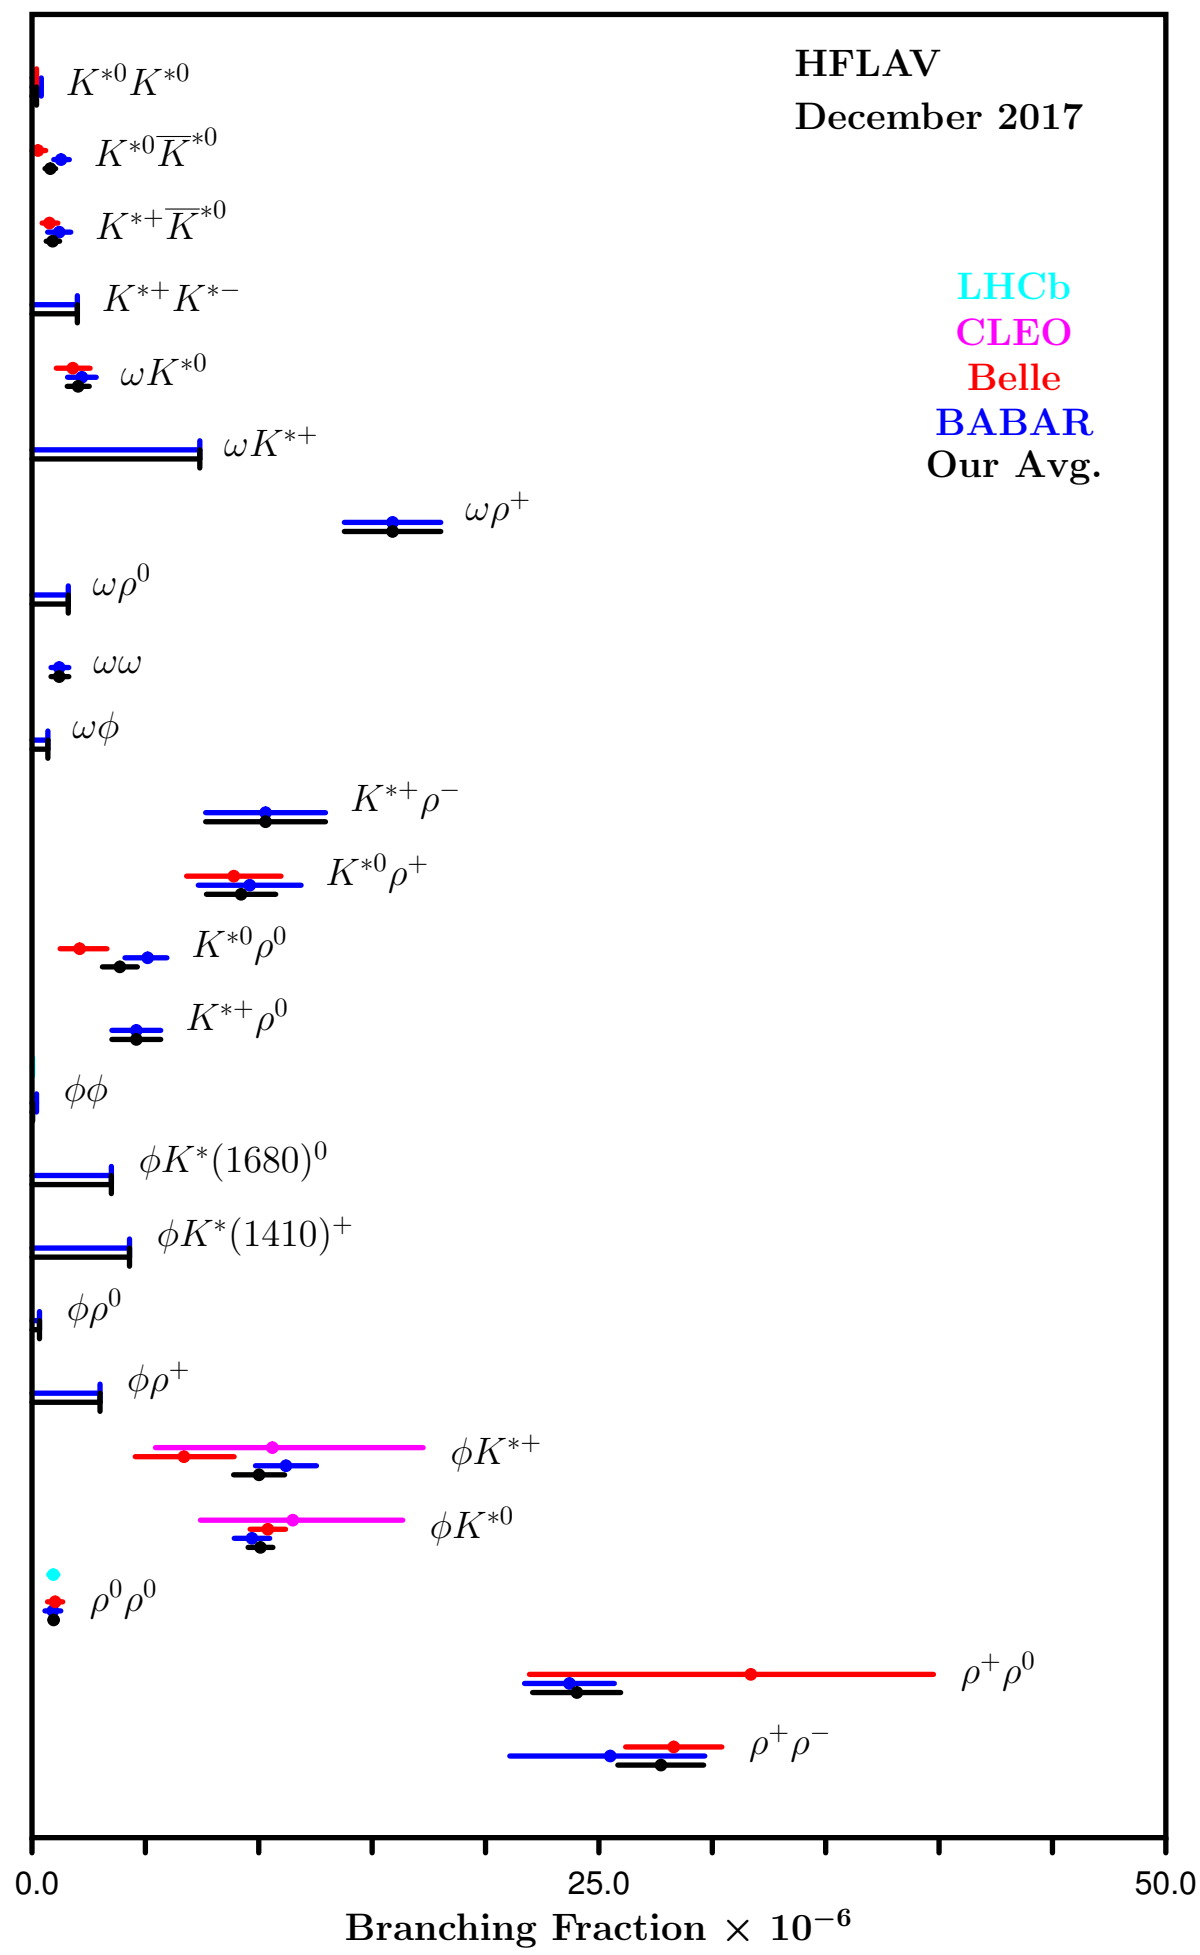 HFLAV
December 2017
K*⁰K*⁰
K*⁰K̅*⁰
K*⁺K̅*⁰
K*⁺K*⁻
LHCb
CLEO
Belle
BABAR
Our Avg.
ωK*⁰
ωK*⁺
ωρ⁺
ωρ⁰
ωω
ωϕ
K*⁺ρ⁻
K*⁰ρ⁺
K*⁰ρ⁰
K*⁺ρ⁰
ϕϕ
ϕK*(1680)⁰
ϕK*(1410)⁺
ϕρ⁰
ϕρ⁺
ϕK*⁺
ϕK*⁰
ρ⁰ρ⁰
ρ⁺ρ⁰
ρ⁺ρ⁻
0.0 25.0 50.0
Branching Fraction × 10⁻⁶